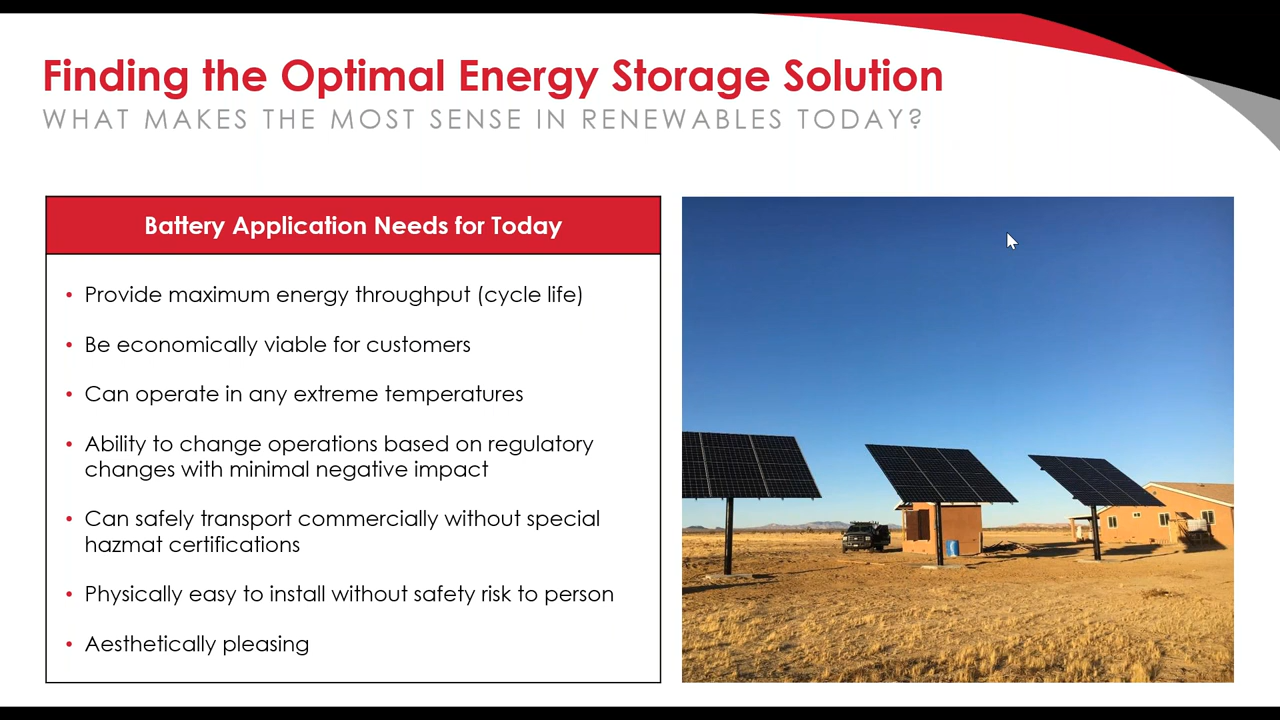 Finding the Optimal Energy Storage Solution
WHAT MAKES THE MOST SENSE IN RENEWABLES TODAY?
Battery Application Needs for Today
• Provide maximum energy throughput (cycle life)
• Be economically viable for customers
• Can operate in any extreme temperatures
• Ability to change operations based on regulatory
changes with minimal negative impact
• Can safely transport commercially without special
hazmat certifications
• Physically easy to install without safety risk to person
• Aesthetically pleasing